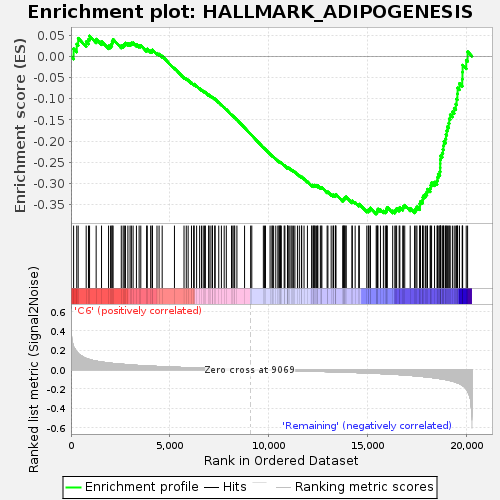 Enrichment plot: HALLMARK_ADIPOGENESIS
Enrichment score (ES)
0.05
0.00
-0.05
-0.10
-0.15
-0.20
-0.25
-0.30
-0.35
'C6' (positively correlated)
Ranked list metric (Signal2Noise)
0.6
0.4
0.2
0.0
-0.2
-0.4
-0.6
Zero cross at 9069
'Remaining' (negatively correlated)
0
5,000
10,000
15,000
20,000
Rank in Ordered Dataset
Enrichment profile
Hits
Ranking metric scores